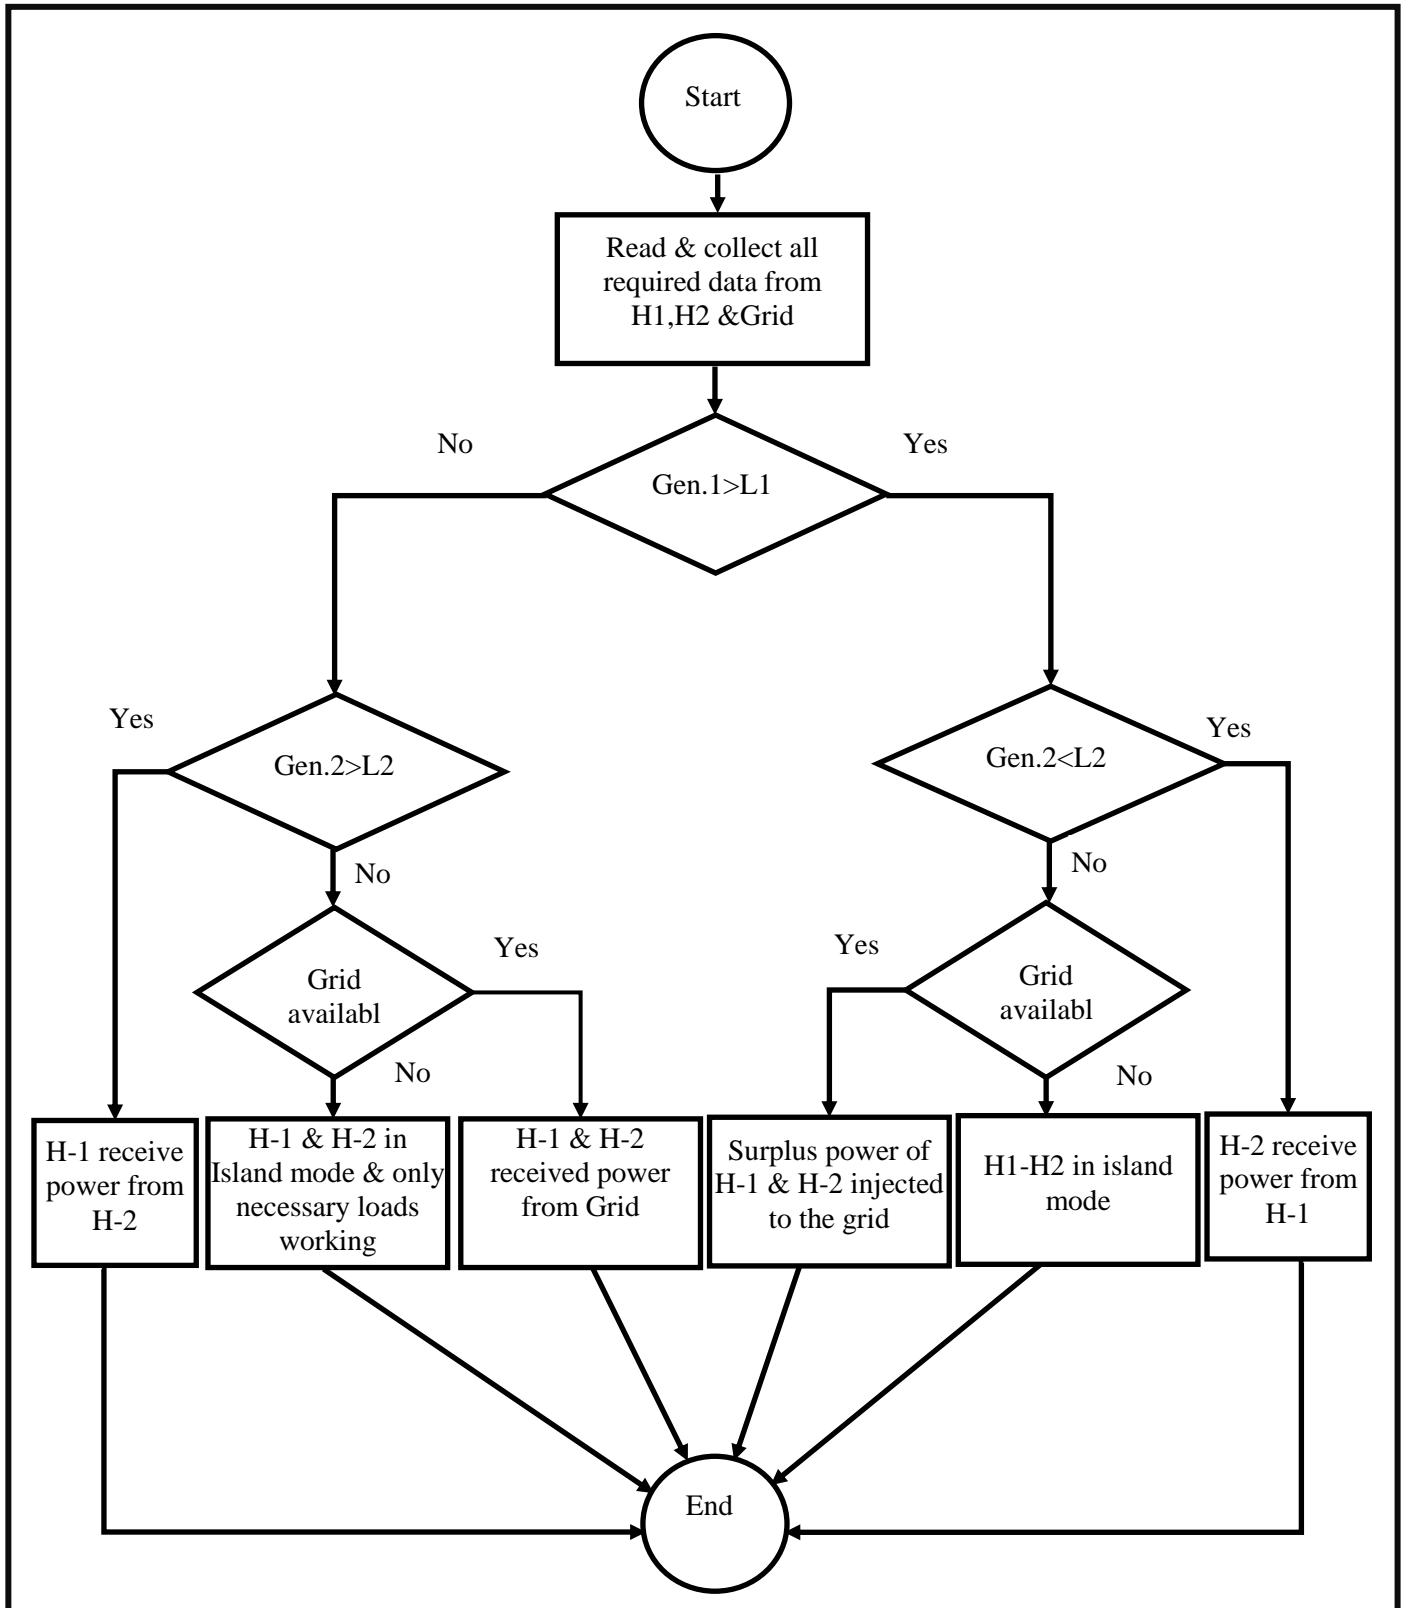 Start
Read & collect all
required data from
H1,H2 &Grid
No
Yes
Gen.1>L1
Yes
Gen.2>L2
Gen.2<L2
Yes
No
No
Yes
Yes
Grid
availabl
Grid
availabl
No
No
H-1 receive
power from
H-2
H-1 & H-2 in
Island mode & only
necessary loads
working
H-1 & H-2
received power
from Grid
Surplus power of
H-1 & H-2 injected
to the grid
H1-H2 in island
mode
H-2 receive
power from
H-1
End